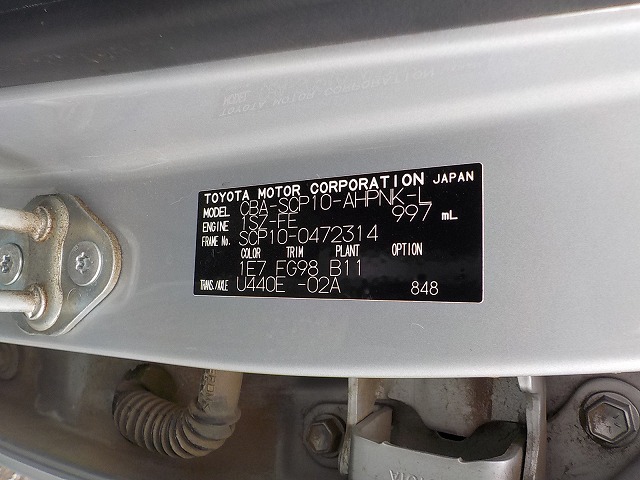 TOYOTA MOTOR CORPORATION JAPAN
MODEL CBA-SCP10-AHPNK-L
ENGINE 1SZ-FE 997 mL
FRAME No. SCP10-0472314
COLOR TRIM PLANT OPTION
1E7 FG98 B11
TRANS./AXLE U440E -02A 848